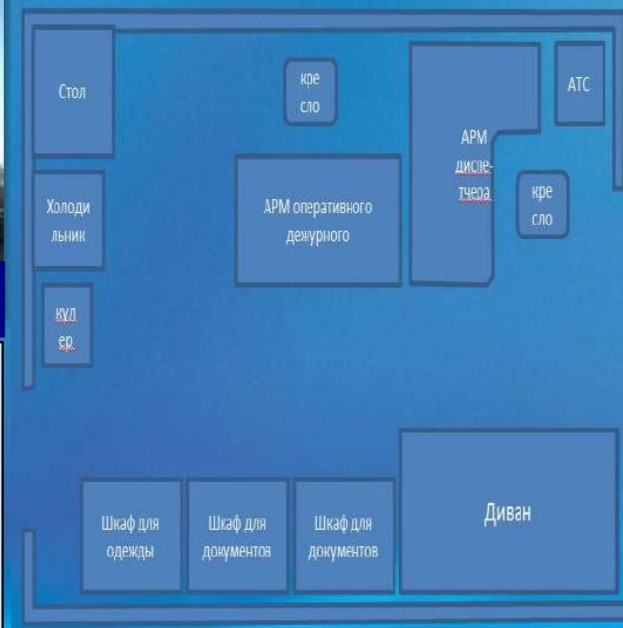 Стол
кре
сло
АРМ
диспе-
тчера
АТС
Холоди
льник
АРМ оперативного
дежурного
кре
сло
кул
ер
Шкаф для
одежды
Шкаф для
документов
Шкаф для
документов
Диван